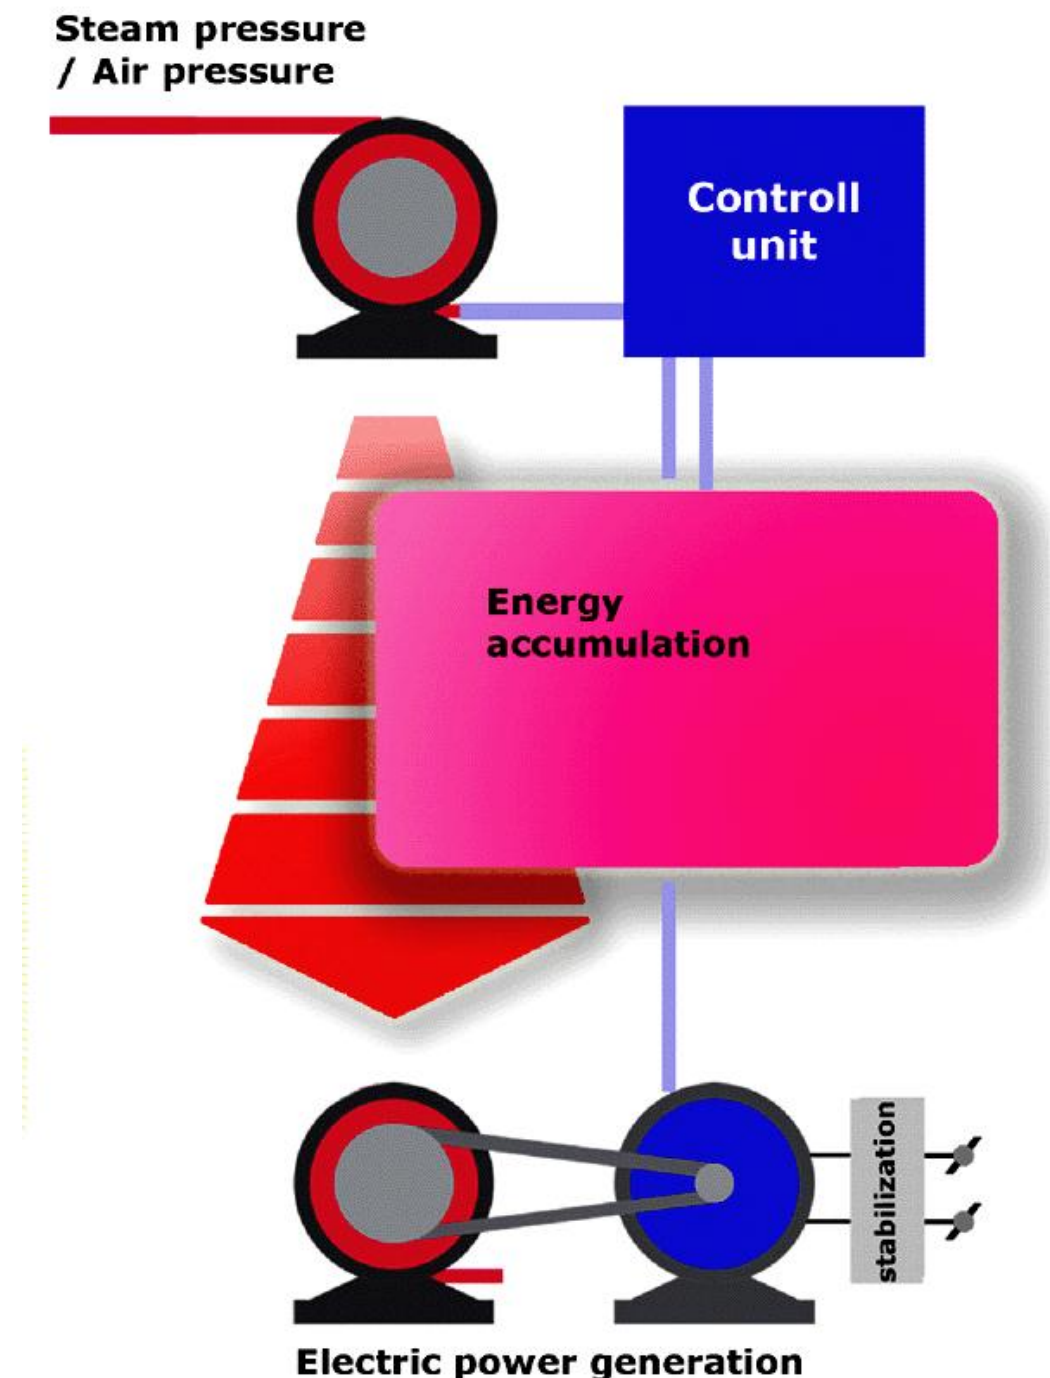 Steam pressure
/ Air pressure
Controll
unit
Energy
accumulation
stabilization
Electric power generation